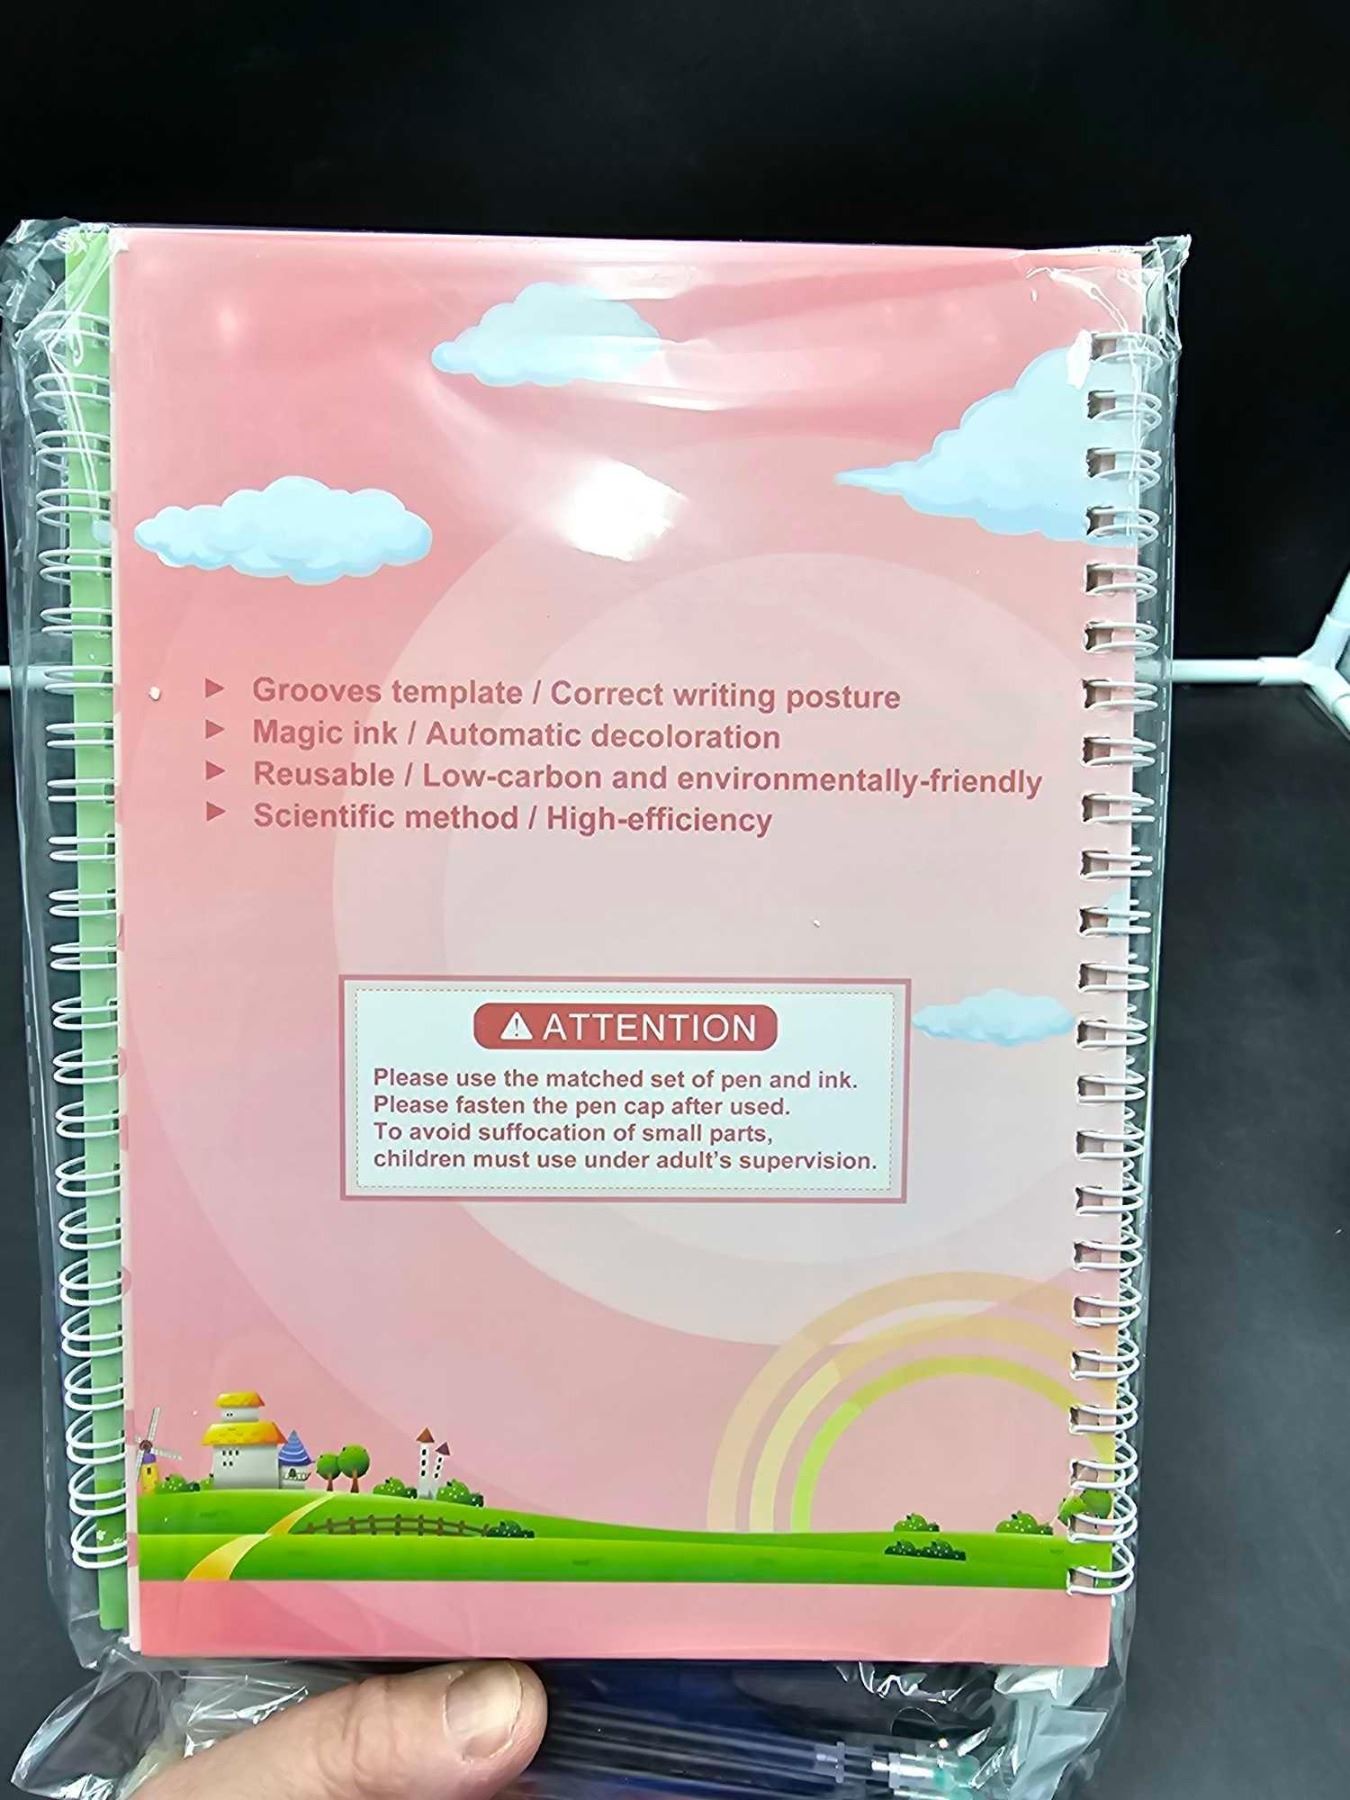 ► Grooves template / Correct writing posture
► Magic ink / Automatic decoloration
► Reusable / Low-carbon and environmentally-friendly
► Scientific method / High-efficiency
⚠ ATTENTION
Please use the matched set of pen and ink.
Please fasten the pen cap after used.
To avoid suffocation of small parts,
children must use under adult's supervision.